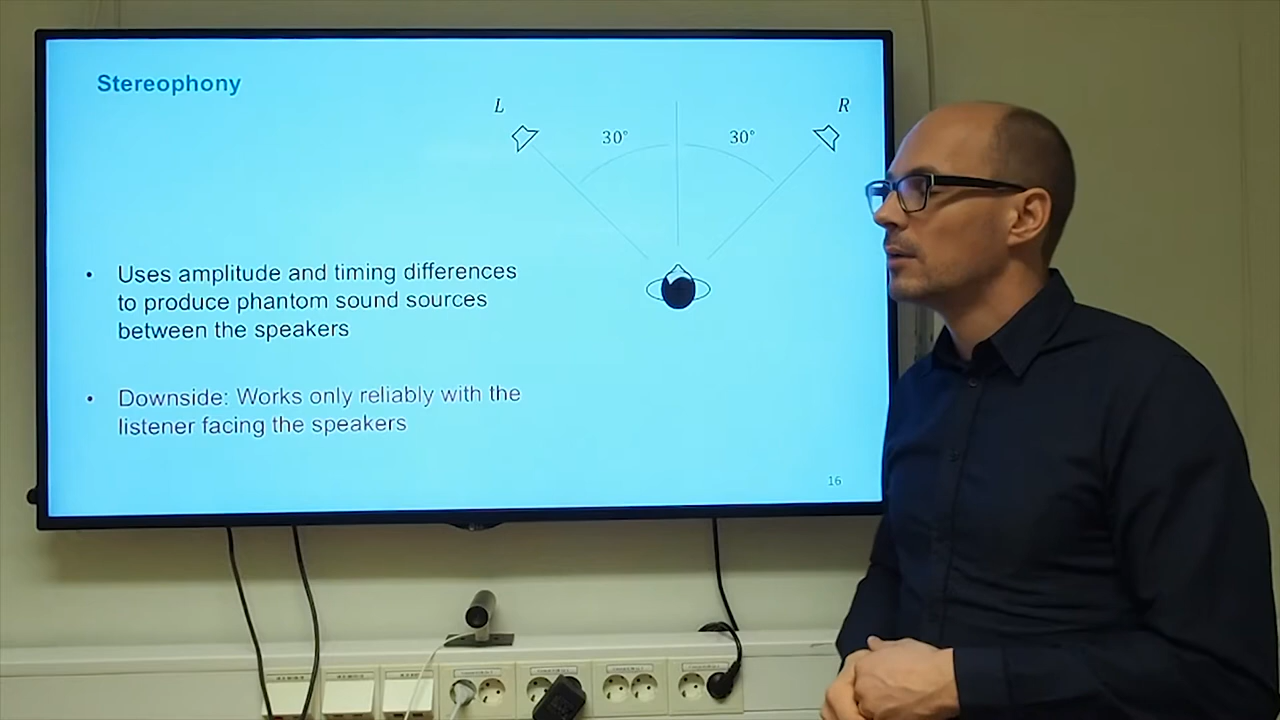 Stereophony
L
R
30°
30°
• Uses amplitude and timing differences
to produce phantom sound sources
between the speakers
• Downside: Works only reliably with the
listener facing the speakers
16